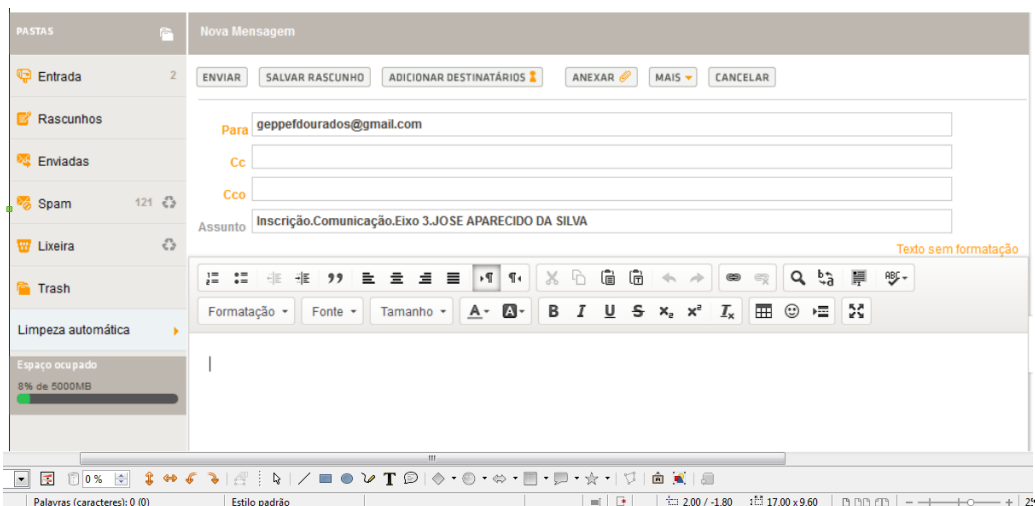 PASTAS
Nova Mensagem
Entrada 2
ENVIAR SALVAR RASCUNHO ADICIONAR DESTINATÁRIOS ANEXAR MAIS CANCELAR
Rascunhos
Para geppefdourados@gmail.com
Enviadas
Cc
Spam 121
Cco
Assunto Inscrição.Comunicação.Eixo 3.JOSE APARECIDO DA SILVA
Lixeira
Texto sem formatação
Trash
Formatação Fonte Tamanho
Limpeza automática
Espaço ocupado
8% de 5000MB
0%
Palavras (caracteres): 0 (0) Estilo padrão 2.00 / -1.80 17.00 x 9.60